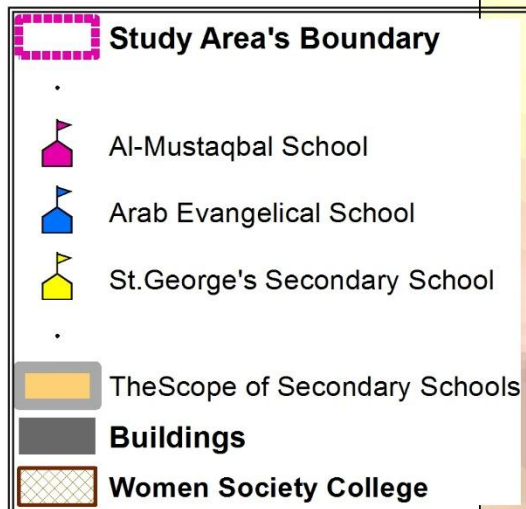 Study Area's Boundary
Al-Mustaqbal School
Arab Evangelical School
St.George's Secondary School
TheScope of Secondary Schools
Buildings
Women Society College